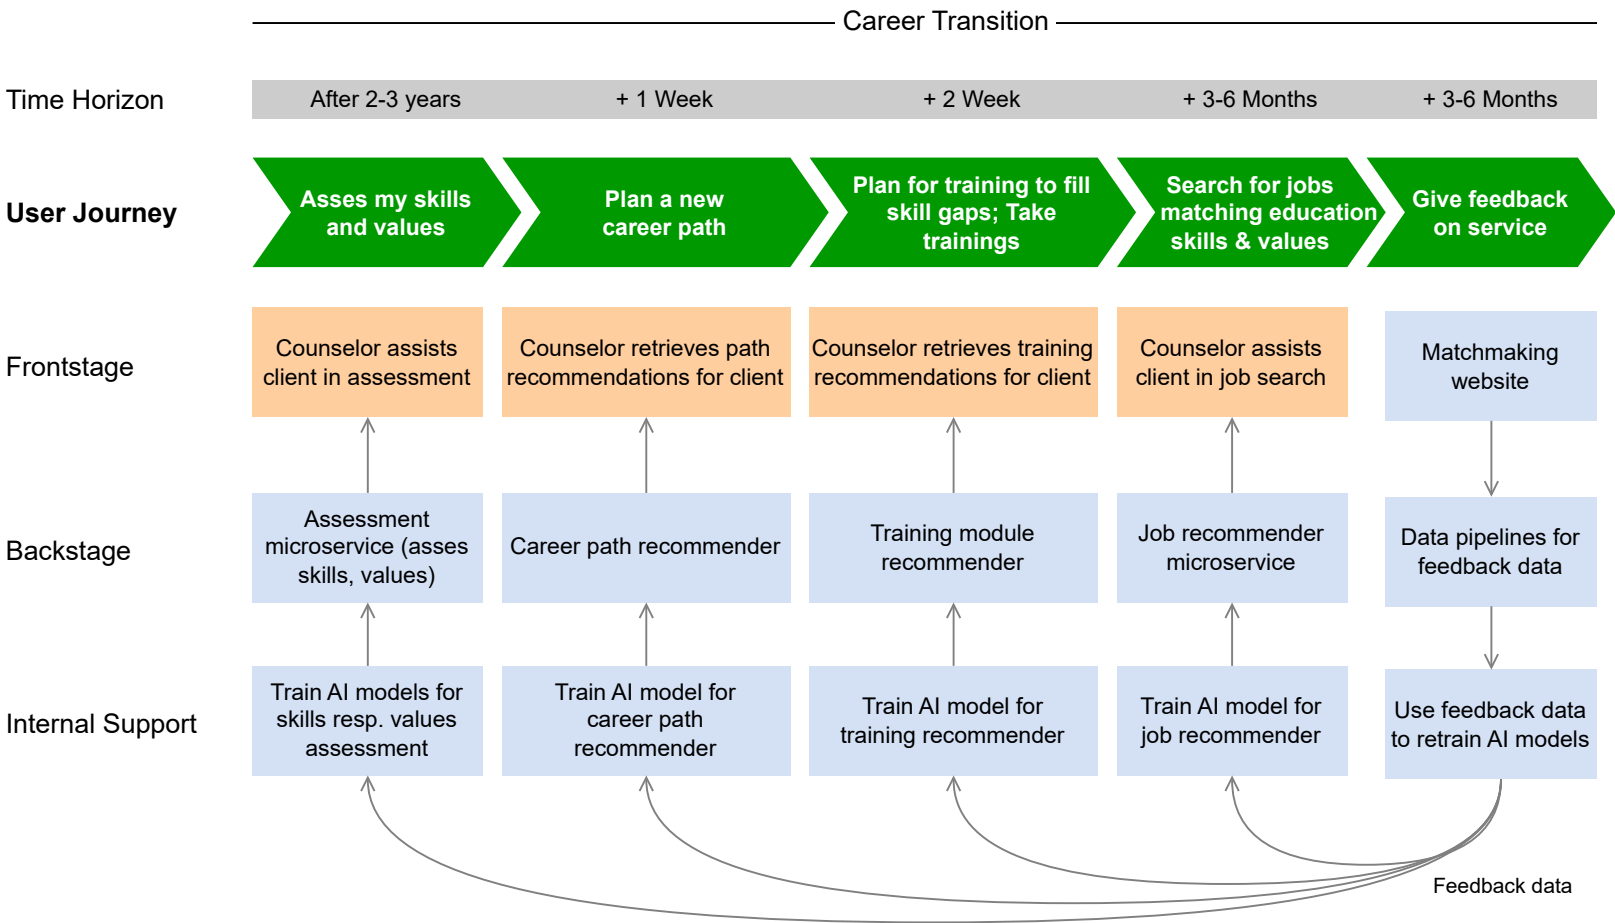 Career Transition
Time Horizon
After 2-3 years
+ 1 Week
+ 2 Week
+ 3-6 Months
+ 3-6 Months
User Journey
Asses my skills
and values
Plan a new
career path
Plan for training to fill
skill gaps; Take
trainings
Search for jobs
matching education
skills & values
Give feedback
on service
Frontstage
Counselor assists
client in assessment
Counselor retrieves path
recommendations for client
Counselor retrieves training
recommendations for client
Counselor assists
client in job search
Matchmaking
website
Backstage
Assessment
microservice (asses
skills, values)
Career path recommender
Training module
recommender
Job recommender
microservice
Data pipelines for
feedback data
Internal Support
Train AI models for
skills resp. values
assessment
Train AI model for
career path
recommender
Train AI model for
training recommender
Train AI model for
job recommender
Use feedback data
to retrain AI models
Feedback data